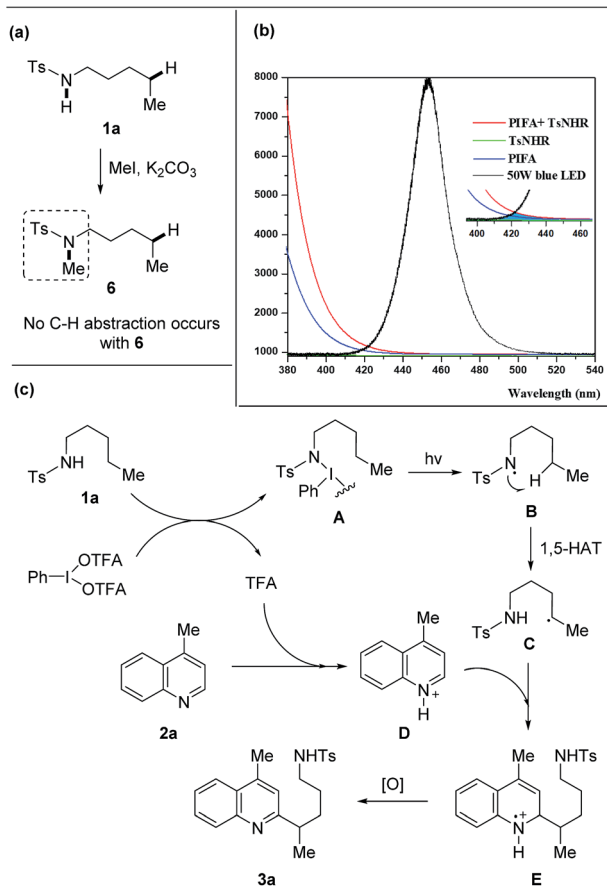 (a)
Ts
N
H
H
Me
1a
MeI, K2CO3
Ts
N
Me
H
Me
6
No C-H abstraction occurs
with 6
(b)
8000
7000
6000
5000
4000
3000
2000
1000
PIFA+ TsNHR
TsNHR
PIFA
50W blue LED
400 420 440 460
380 400 420 440 460 480 500 520 540
Wavelength (nm)
(c)
Ts
NH
Me
1a
Ph
I
OTFA
OTFA
TFA
Ts
N
Ph
I
Me
A
hν
Ts
N
H
Me
B
1,5-HAT
Ts
NH
Me
C
Me
N
2a
Me
N
+
H
D
Me
NHTs
N
Me
3a
[O]
Me
NHTs
N
+
H
Me
E